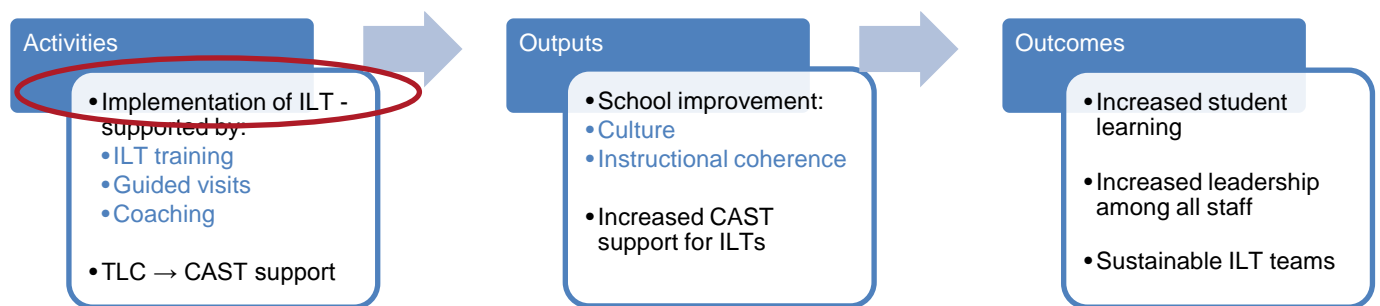 Activities
•Implementation of ILT -
supported by:
•ILT training
•Guided visits
•Coaching
•TLC → CAST support
Outputs
•School improvement:
•Culture
•Instructional coherence
•Increased CAST
support for ILTs
Outcomes
•Increased student
learning
•Increased leadership
among all staff
•Sustainable ILT teams